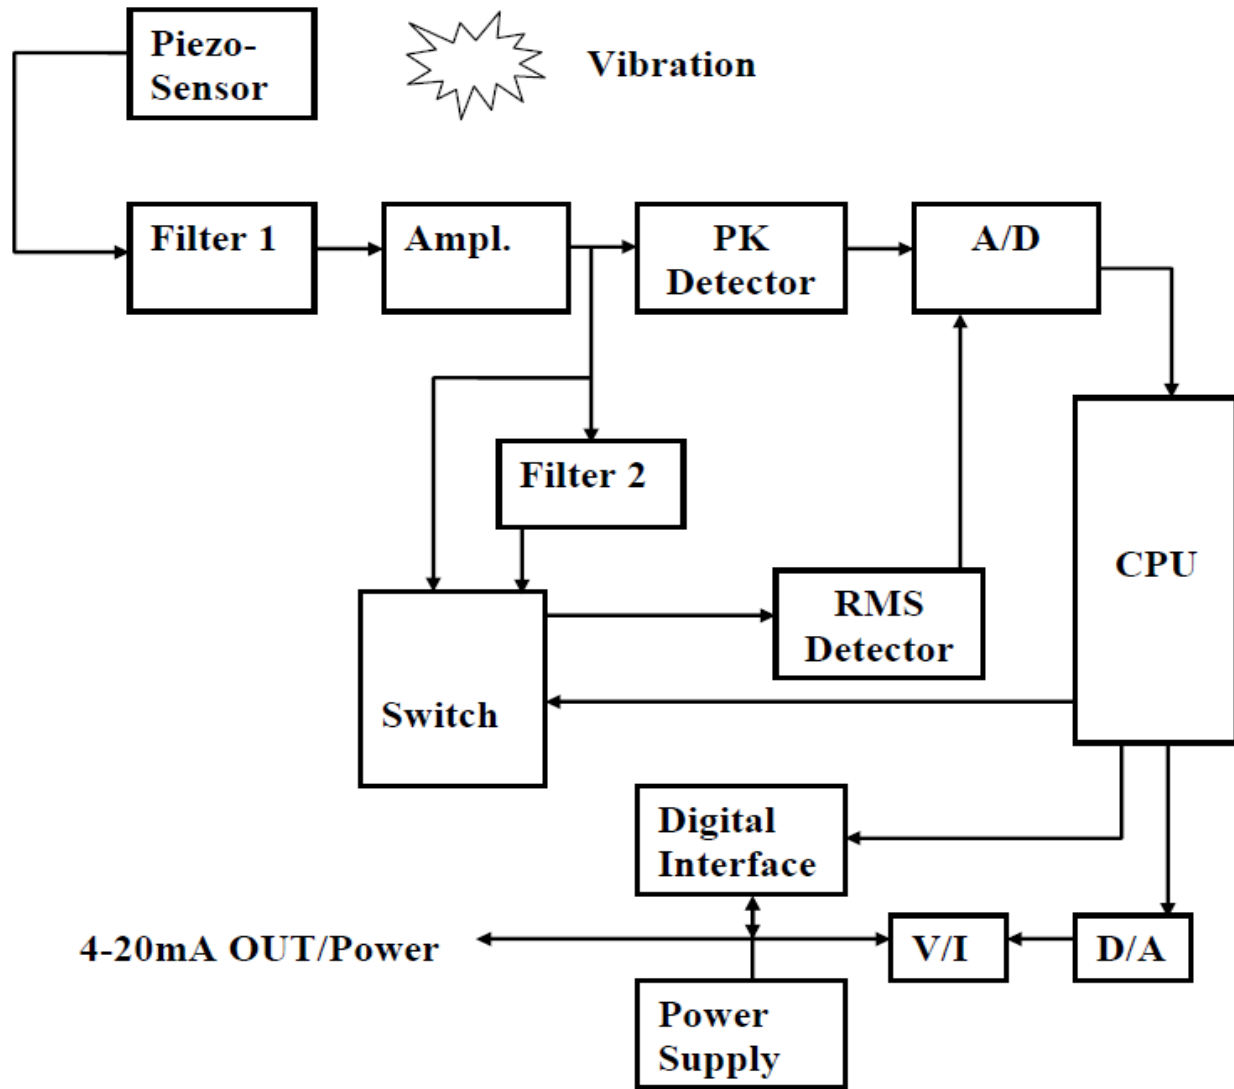 Piezo-
Sensor
Vibration
Filter 1
Ampl.
PK
Detector
A/D
Filter 2
CPU
RMS
Detector
Switch
Digital
Interface
4-20mA OUT/Power
V/I
D/A
Power
Supply